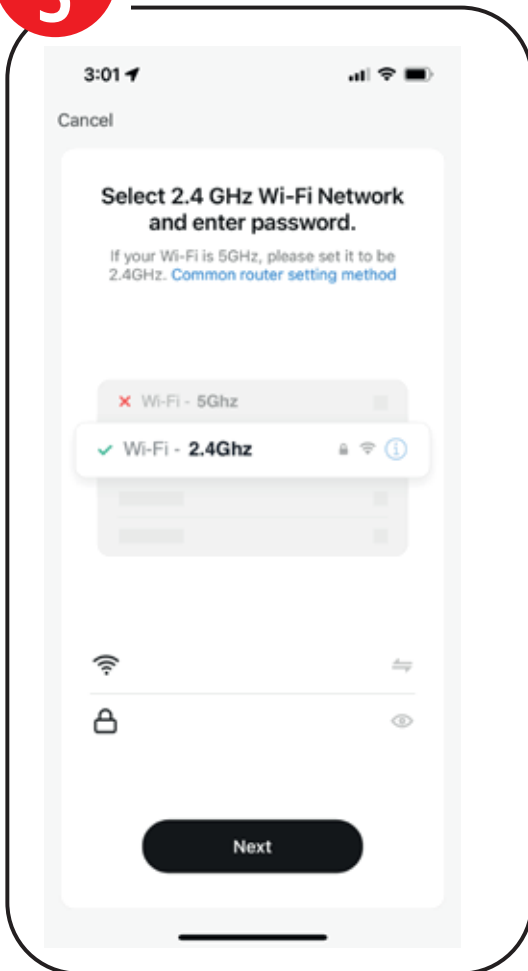 3:01
Cancel
Select 2.4 GHz Wi-Fi Network
and enter password.
If your Wi-Fi is 5GHz, please set it to be
2.4GHz. Common router setting method
Wi-Fi - 5Ghz
Wi-Fi - 2.4Ghz
Next